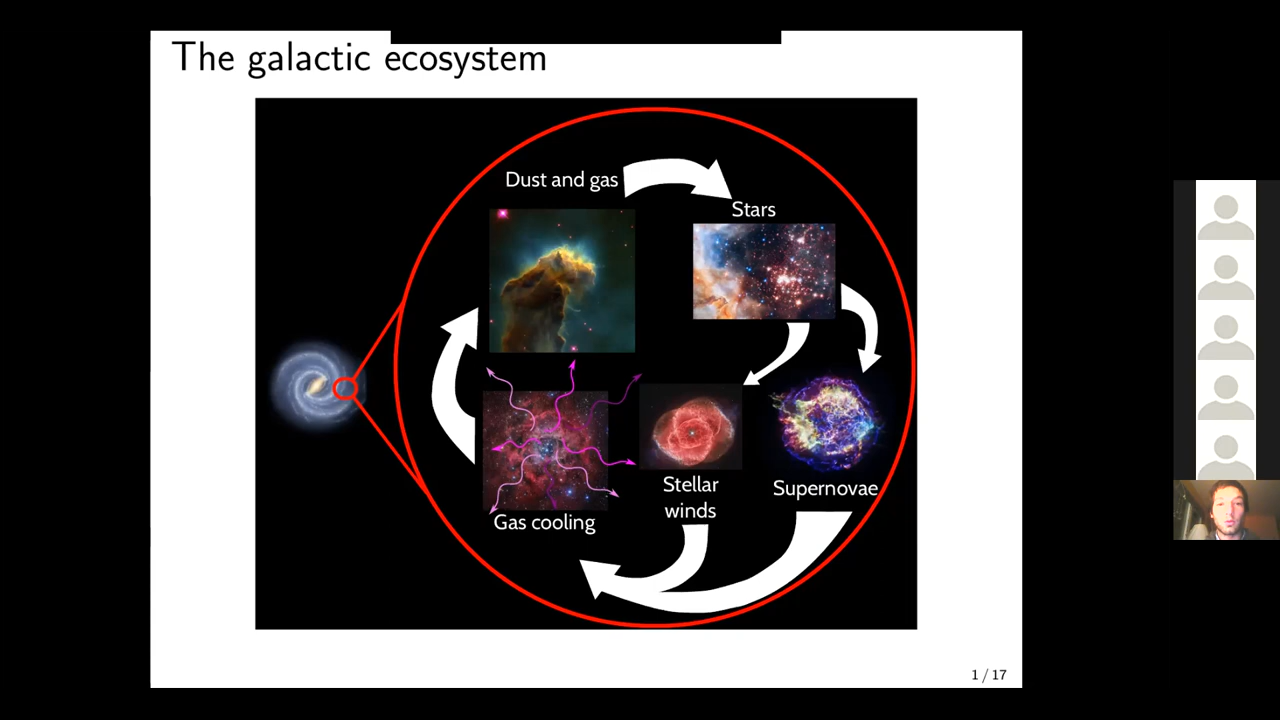 The galactic ecosystem
Dust and gas
Stars
Stellar
winds
Supernovae
Gas cooling
1 / 17